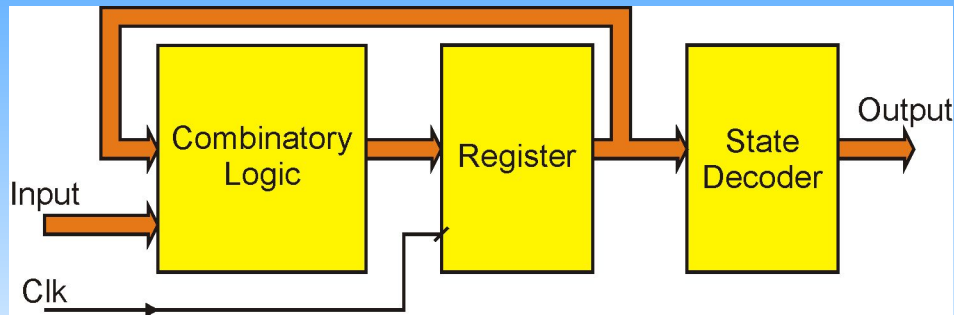 Combinatory
Logic
Register
State
Decoder
Output
Input
Clk